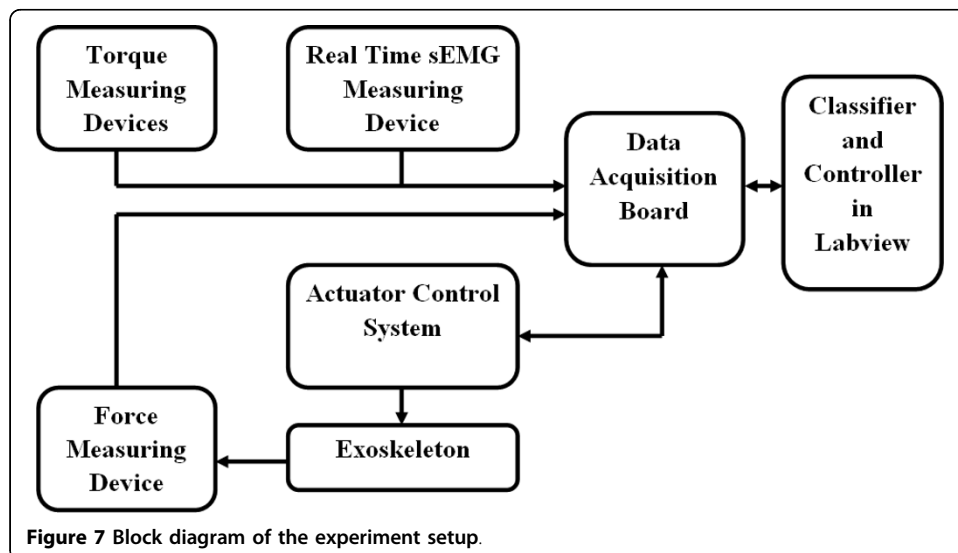 Torque
Measuring
Devices
Real Time sEMG
Measuring
Device
Data
Acquisition
Board
Classifier
and
Controller
in
Labview
Actuator Control
System
Force
Measuring
Device
Exoskeleton
Figure 7 Block diagram of the experiment setup.